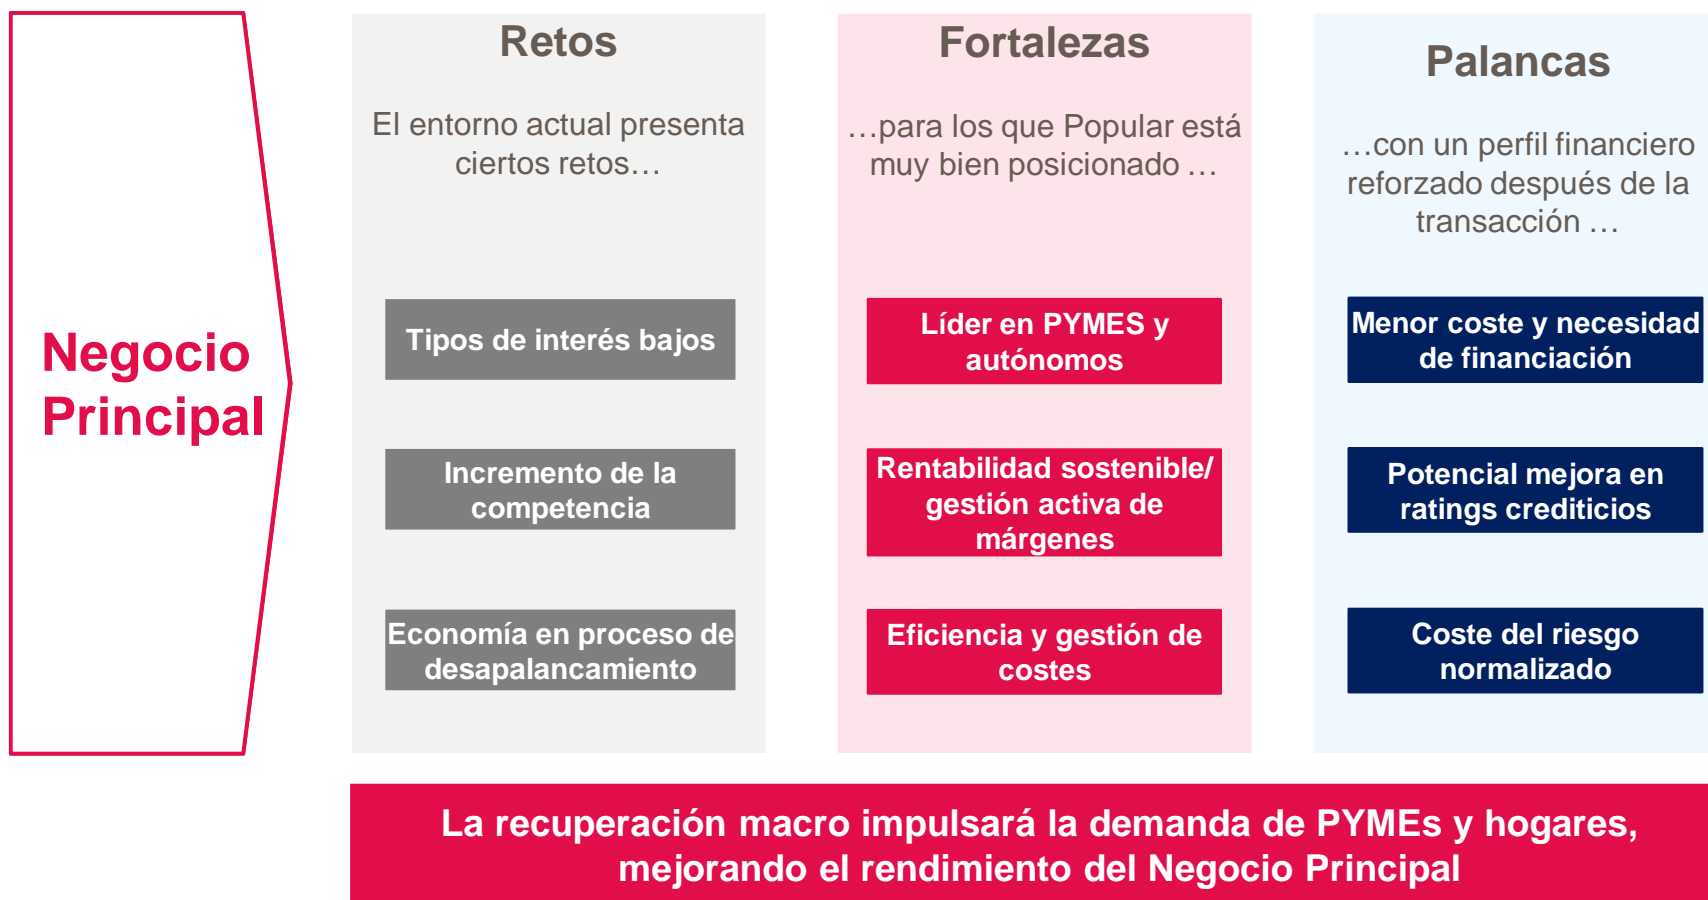 Negocio
Principal
Retos
El entorno actual presenta
ciertos retos…
Tipos de interés bajos
Incremento de la
competencia
Economía en proceso de
desapalancamiento
Fortalezas
…para los que Popular está
muy bien posicionado …
Líder en PYMES y
autónomos
Rentabilidad sostenible/
gestión activa de
márgenes
Eficiencia y gestión de
costes
Palancas
…con un perfil financiero
reforzado después de la
transacción …
Menor coste y necesidad
de financiación
Potencial mejora en
ratings crediticios
Coste del riesgo
normalizado
La recuperación macro impulsará la demanda de PYMEs y hogares,
mejorando el rendimiento del Negocio Principal